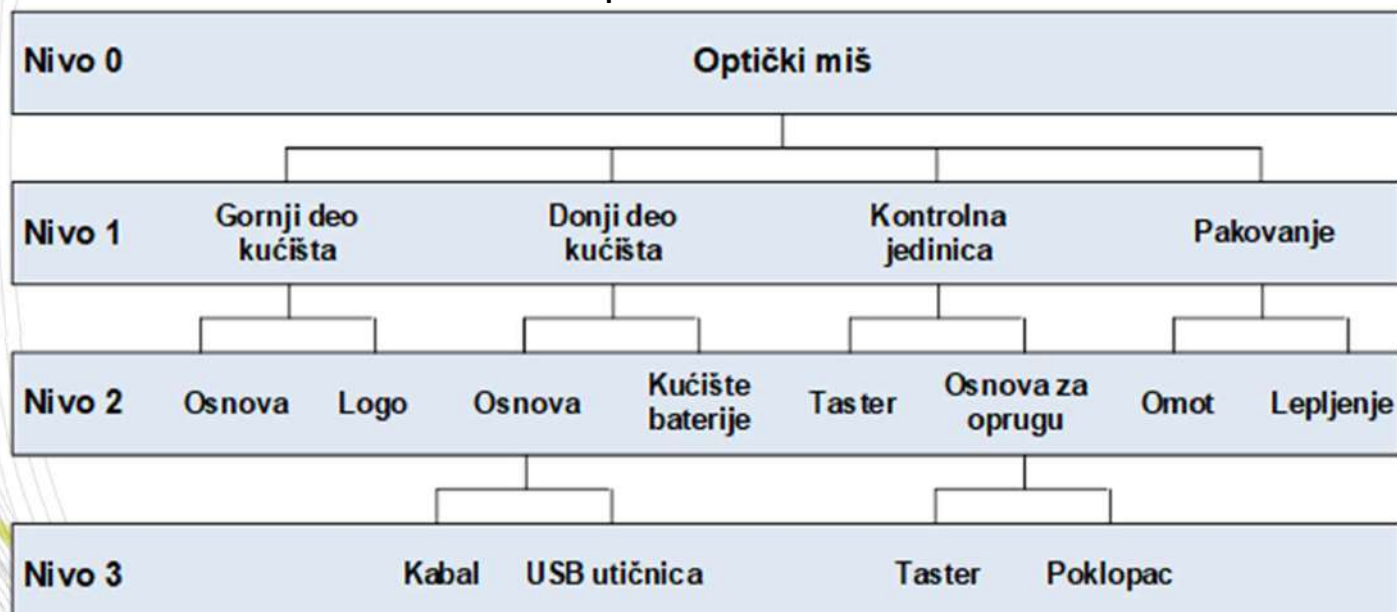 Nivo 0
Optički miš
Nivo 1
Gornji deo
kućišta
Donji deo
kućišta
Kontrolna
jedinica
Pakovanje
Nivo 2
Osnova
Logo
Osnova
Kućište
baterije
Taster
Osnova za
oprugu
Omot
Lepljenje
Nivo 3
Kabal
USB utičnica
Taster
Poklopac